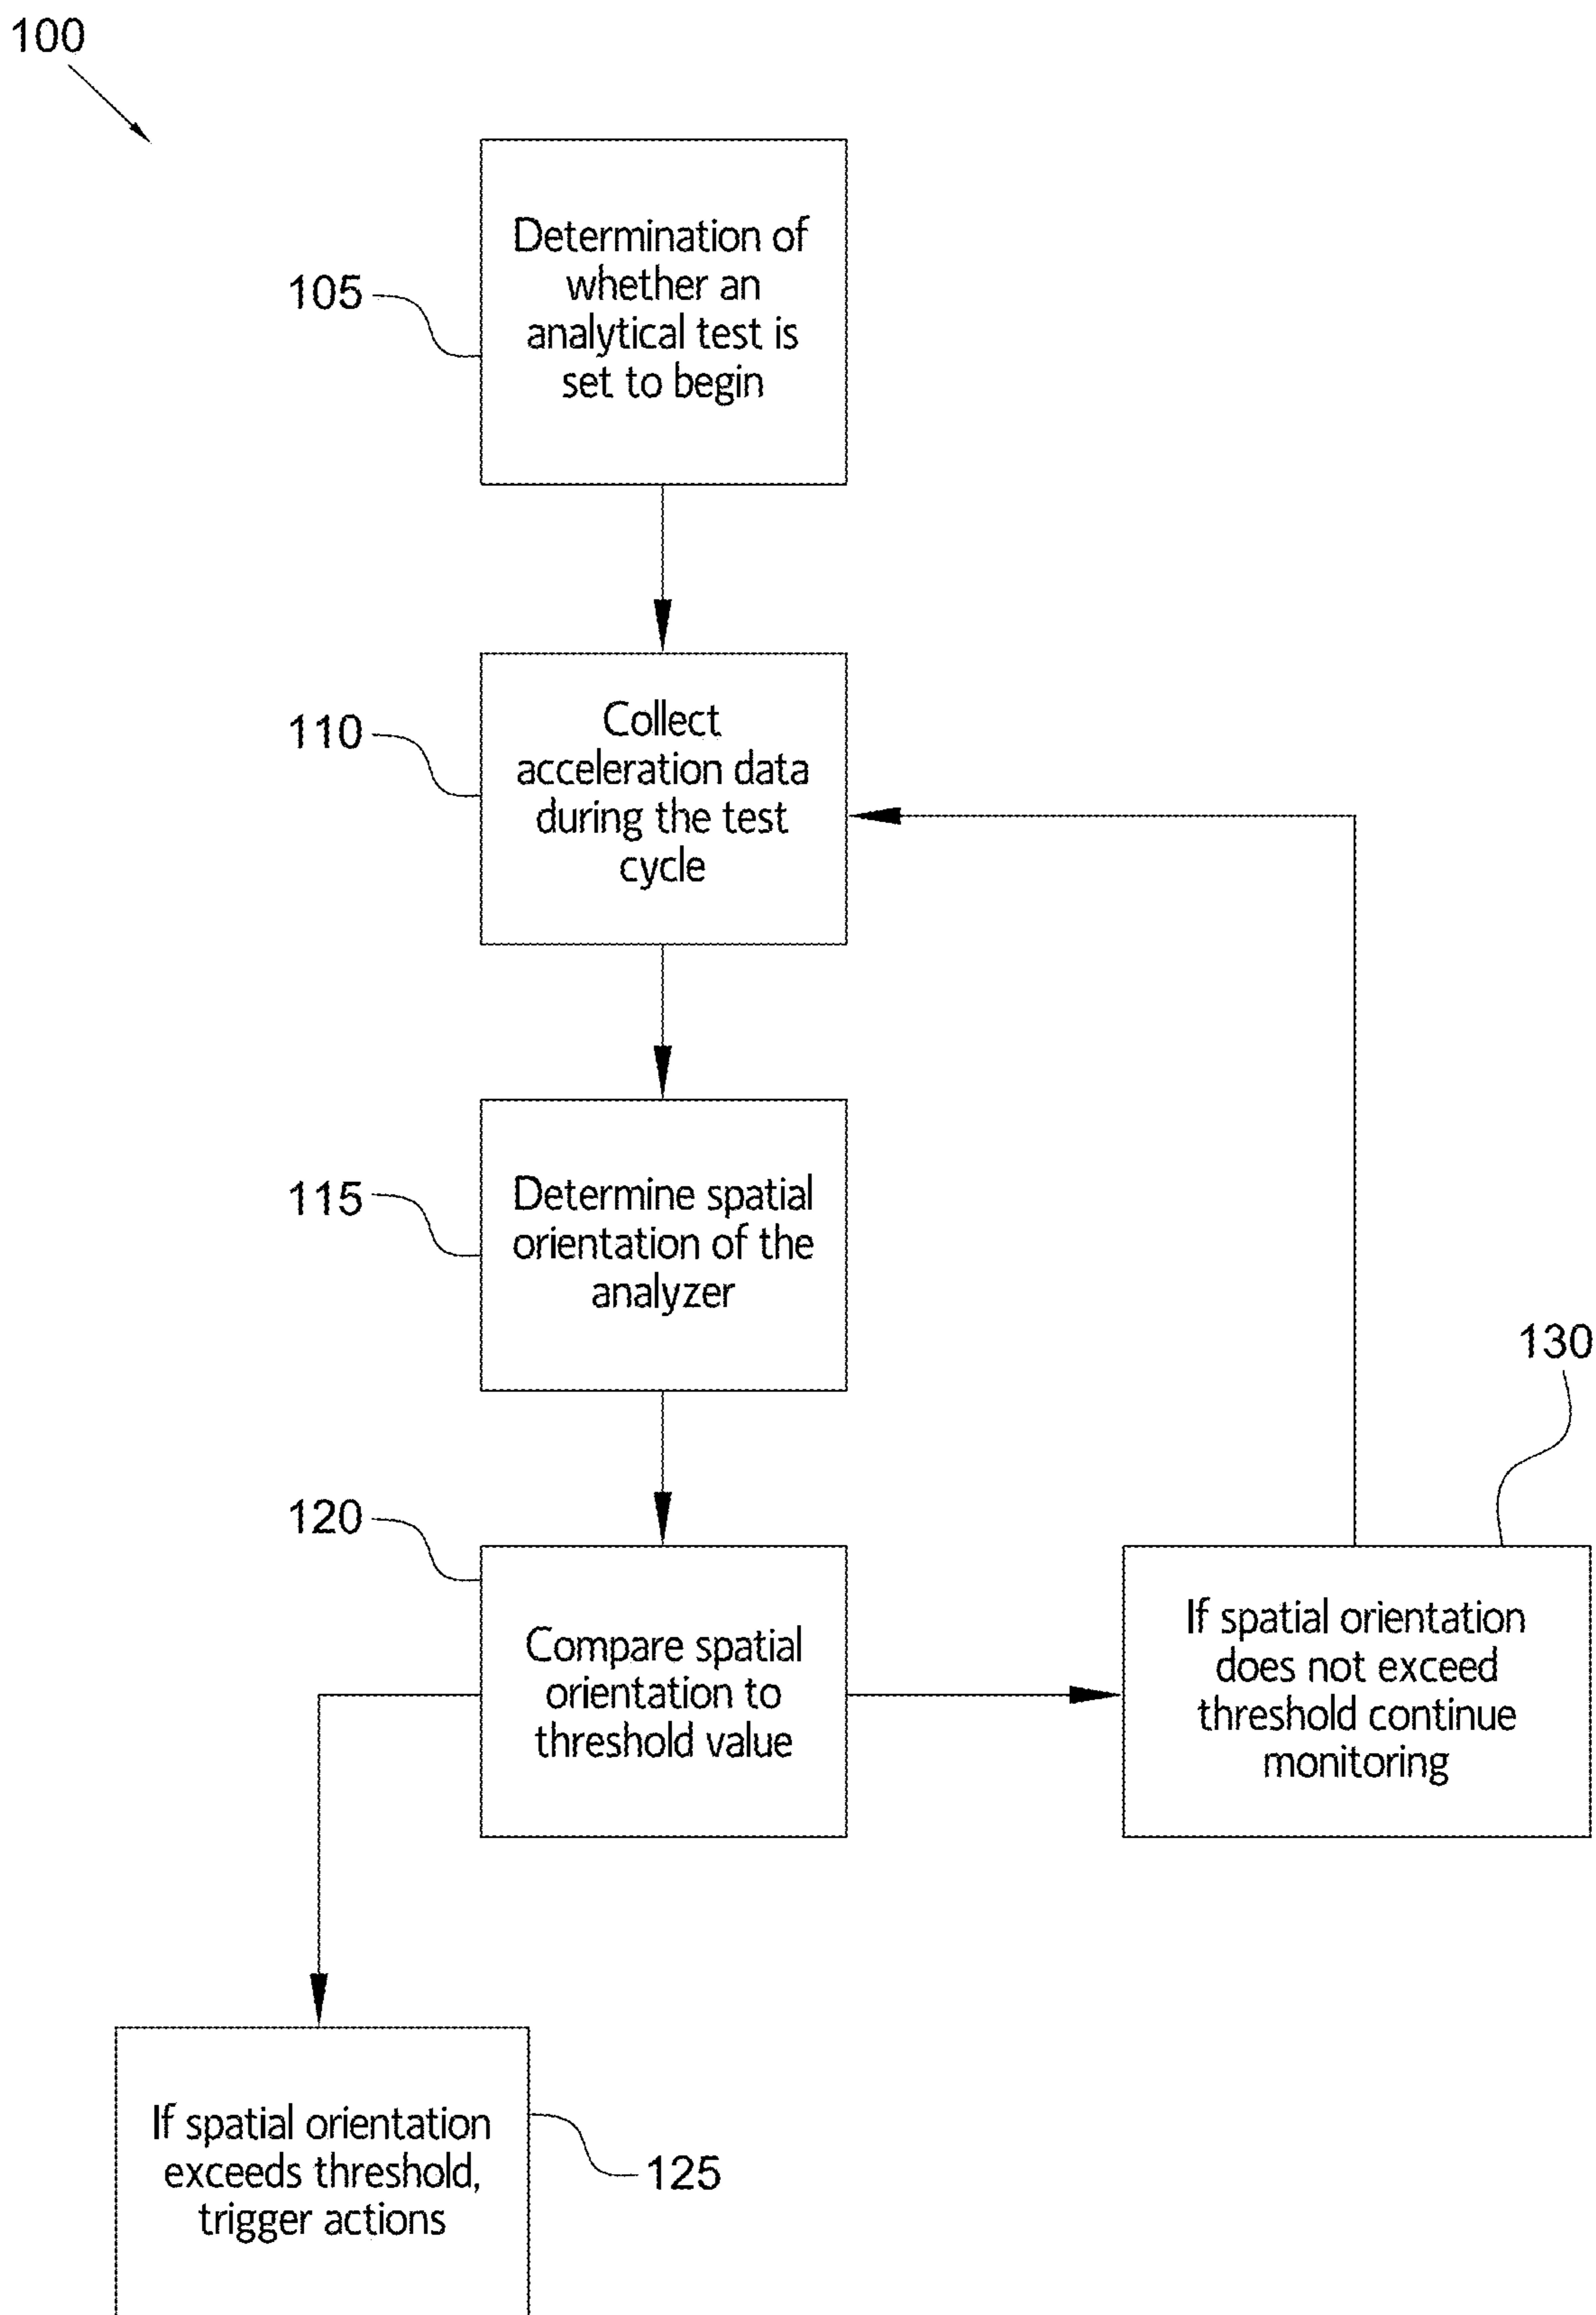 100
105
Determination of
whether an
analytical test is
set to begin
110
Collect
acceleration data
during the test
cycle
115
Determine spatial
orientation of the
analyzer
120
Compare spatial
orientation to
threshold value
130
If spatial orientation
does not exceed
threshold continue
monitoring
If spatial orientation
exceeds threshold,
trigger actions
125